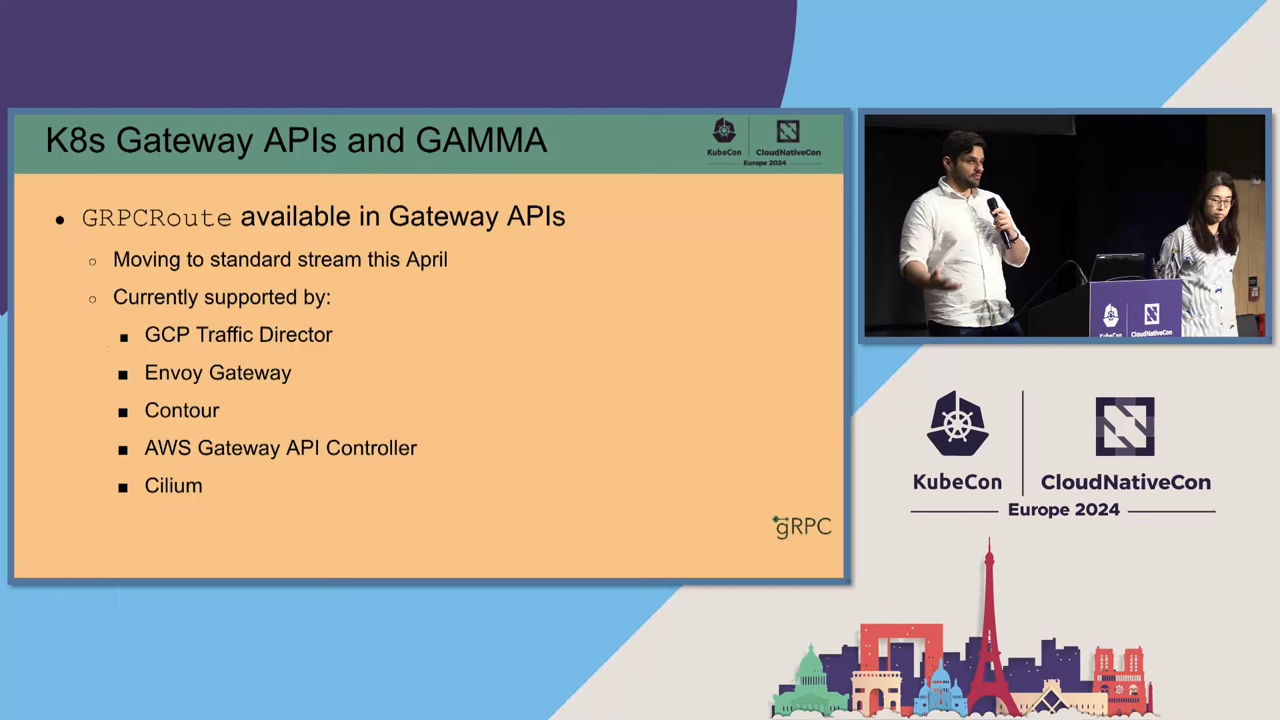 K8s Gateway APIs and GAMMA
KubeCon
CloudNativeCon
Europe 2024
● GRPCRoute available in Gateway APIs
○ Moving to standard stream this April
○ Currently supported by:
■ GCP Traffic Director
■ Envoy Gateway
■ Contour
■ AWS Gateway API Controller
■ Cilium
gRPC
KubeCon
CloudNativeCon
KubeCon
CloudNativeCon
Europe 2024